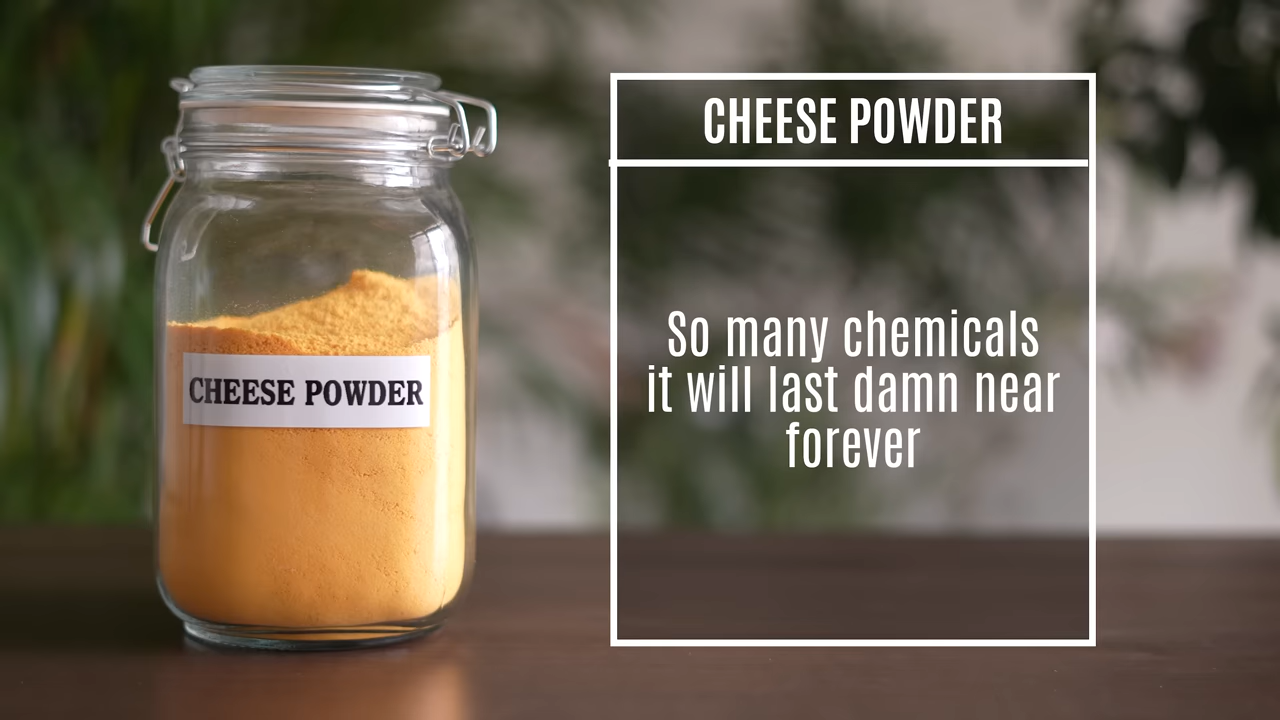 CHEESE POWDER
CHEESE POWDER
So many chemicals
it will last damn near
forever